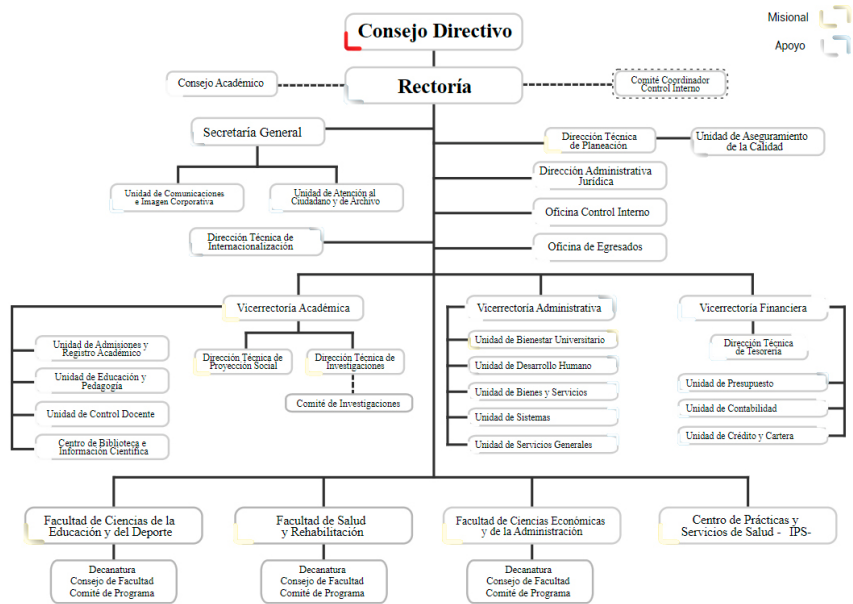 Misional
Consejo Directivo
Apoyo
Consejo Académico
Rectoría
Comité Coordinador
Control Interno
Secretaría General
Dirección Técnica
de Planeación
Unidad de Aseguramiento
de la Calidad
Dirección Administrativa
Jurídica
Unidad de Comunicaciones
e Imagen Corporativa
Unidad de Atención al
Ciudadano y de Archivo
Oficina Control Interno
Dirección Técnica de
Internacionalización
Oficina de Egresados
Vicerrectoría Académica
Vicerrectoría Administrativa
Vicerrectoría Financiera
Unidad de Admisiones y
Registro Académico
Unidad de Educación y
Pedagogía
Unidad de Control Docente
Centro de Biblioteca e
Información Científica
Dirección Técnica de
Proyección Social
Dirección Técnica de
Investigaciones
Comité de Investigaciones
Unidad de Bienestar Universitario
Unidad de Desarrollo Humano
Unidad de Bienes y Servicios
Unidad de Sistemas
Unidad de Servicios Generales
Dirección Técnica
de Tesorería
Unidad de Presupuesto
Unidad de Contabilidad
Unidad de Crédito y Cartera
Facultad de Ciencias de la
Educación y del Deporte
Facultad de Salud
y Rehabilitación
Facultad de Ciencias Económicas
y de la Administración
Centro de Prácticas y
Servicios de Salud - IPS-
Decanatura
Consejo de Facultad
Comité de Programa
Decanatura
Consejo de Facultad
Comité de Programa
Decanatura
Consejo de Facultad
Comité de Programa